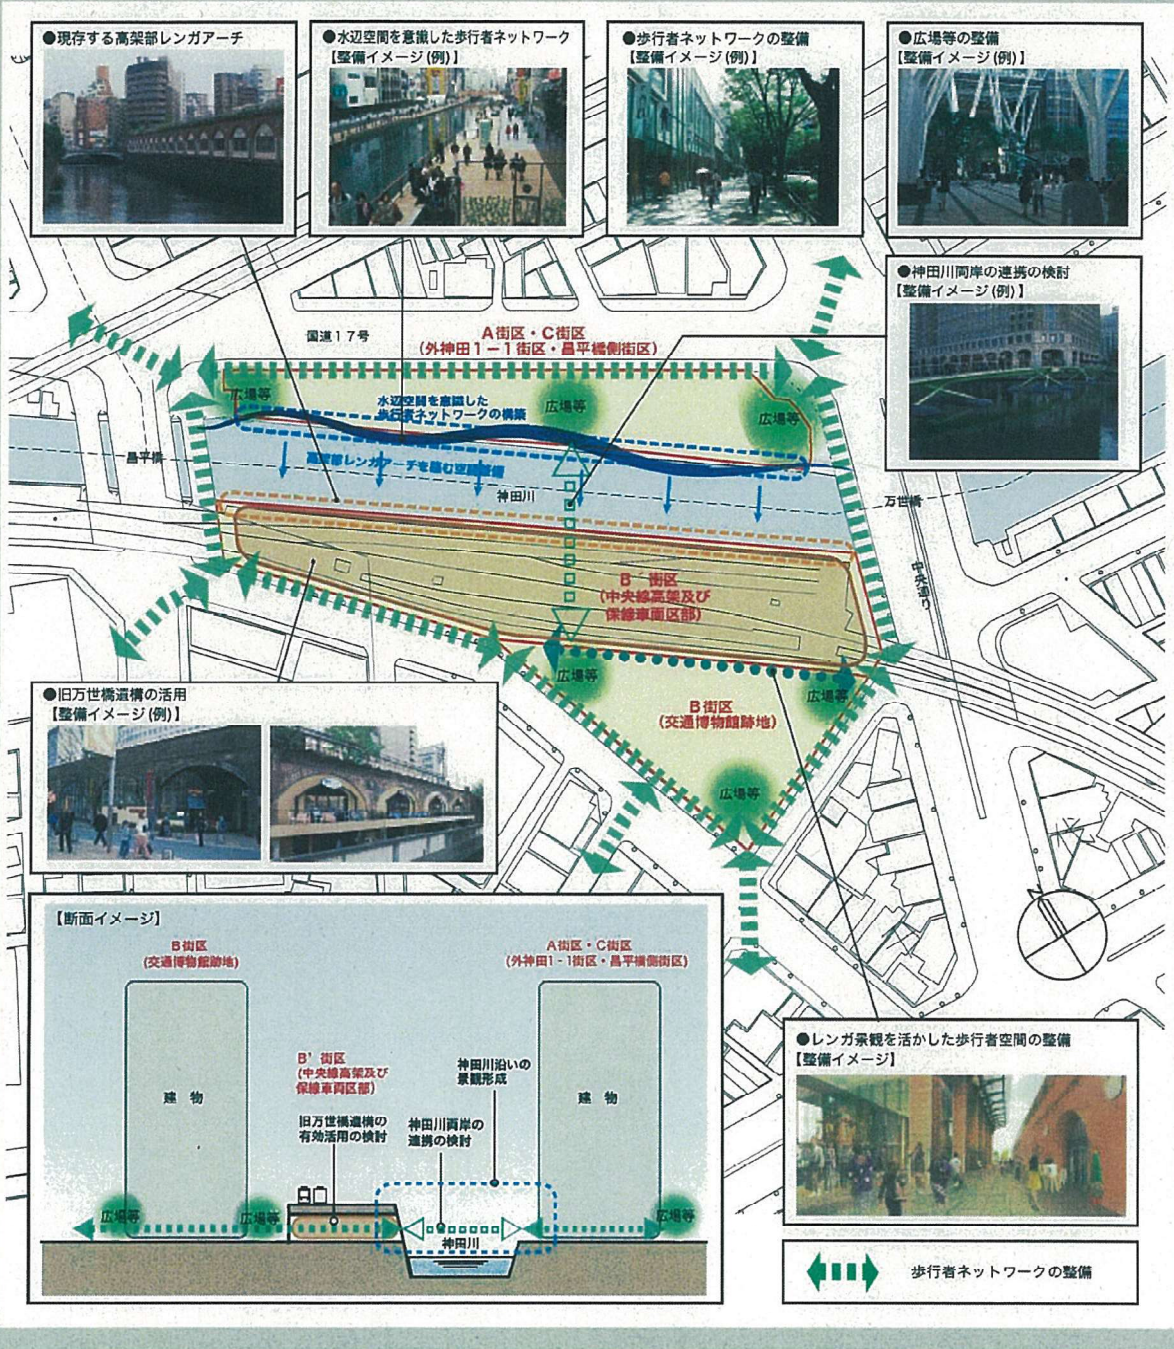 ●現存する高架部レンガアーチ
●水辺空間を意識した歩行者ネットワーク
【整備イメージ(例)】
●歩行者ネットワークの整備
【整備イメージ(例)】
●広場等の整備
【整備イメージ(例)】
●神田川両岸の連携の検討
【整備イメージ(例)】
国道17号
A街区・C街区
(外神田1-1街区・昌平橋側街区)
広場等
水辺空間を意識した
歩行者ネットワークの構築
広場等
広場等
高架部レンガアーチを臨む空間整備
昌平橋
神田川
万世橋
中央通り
B´街区
(中央線高架及び
保線車両区部)
広場等
広場等
B街区
(交通博物館跡地)
広場等
●旧万世橋遺構の活用
【整備イメージ(例)】
【断面イメージ】
B街区
(交通博物館跡地)
A街区・C街区
(外神田1-1街区・昌平橋側街区)
建 物
建 物
B’街区
(中央線高架及び
保線車両区部)
神田川沿いの
景観形成
旧万世橋遺構の
有効活用の検討
神田川両岸の
連携の検討
広場等
広場等
広場等
神田川
N
●レンガ景観を活かした歩行者空間の整備
【整備イメージ】
歩行者ネットワークの整備